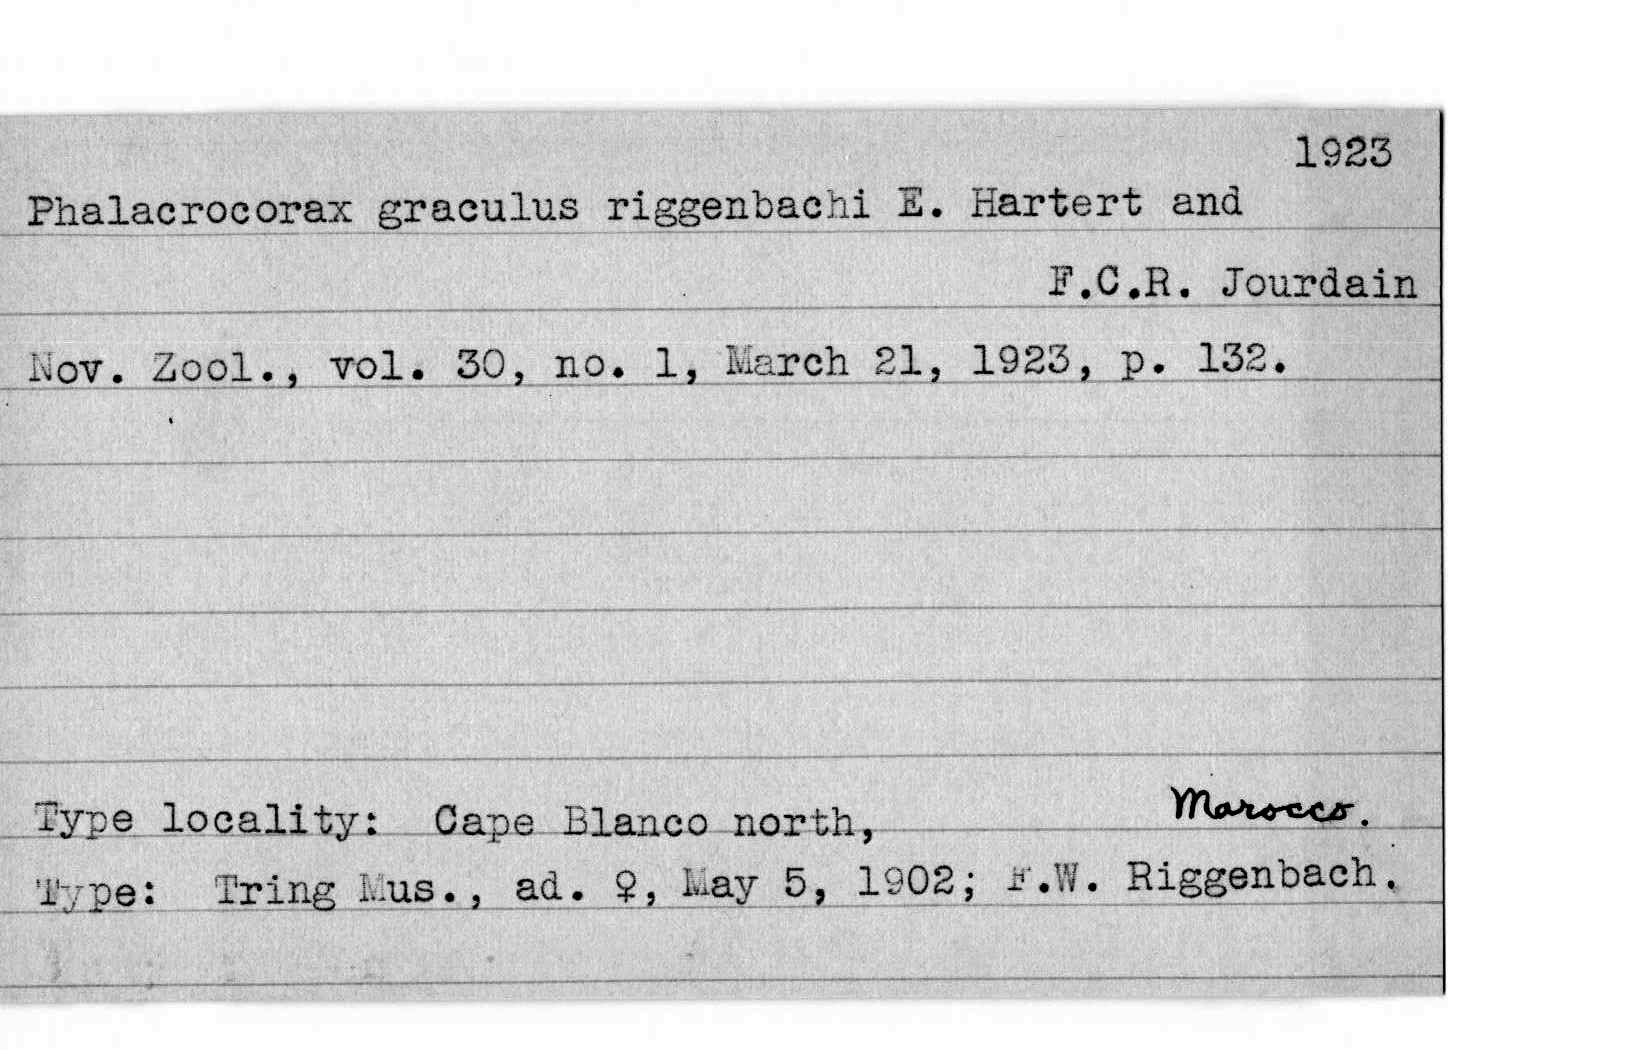 1923
Phalacrocorax graculus riggenbachi E. Hartert and
F.C.R. Jourdain
Nov. Zool., vol. 30, no. 1, March 21, 1923, p. 132.
Type locality: Cape Blanco north, Marocco.
Type: Tring Mus., ad. ♀, May 5, 1902; F.W. Riggenbach.